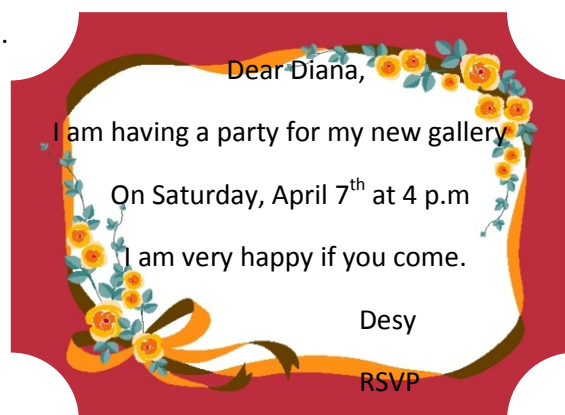 .
Dear Diana,
I am having a party for my new gallery
On Saturday, April 7th at 4 p.m
I am very happy if you come.
Desy
RSVP